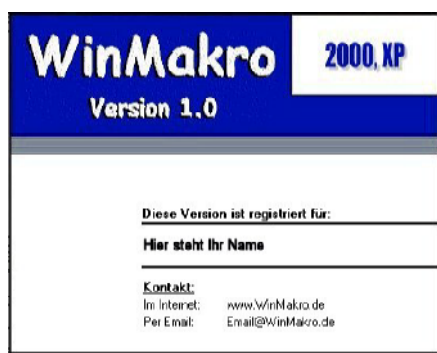 WinMakro
2000, XP
Version 1.0
Diese Version ist registriert für:
Hier steht Ihr Name
Kontakt:
Im Internet: www.WinMakro.de
Per Email: Email@WinMakro.de